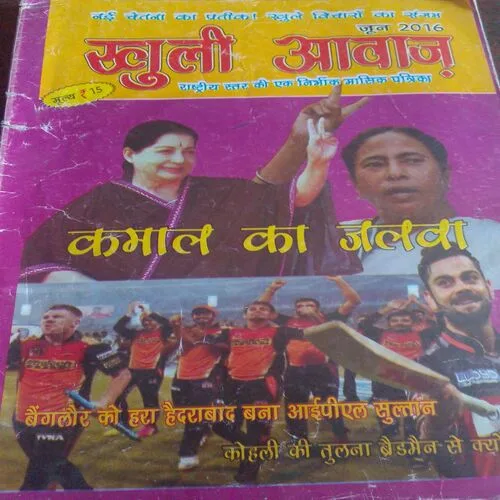 नई चेतना का प्रतीक! खुले विचारों का संगम
जून 2016
खुली आवाज़
मूल्य ₹ 15
राष्ट्रीय स्तर की एक निर्भीक मासिक पत्रिका
कमाल का जलवा
बैंगलौर को हरा हैदराबाद बना आईपीएल सुल्तान
कोहली की तुलना ब्रैडमैन से क्यों